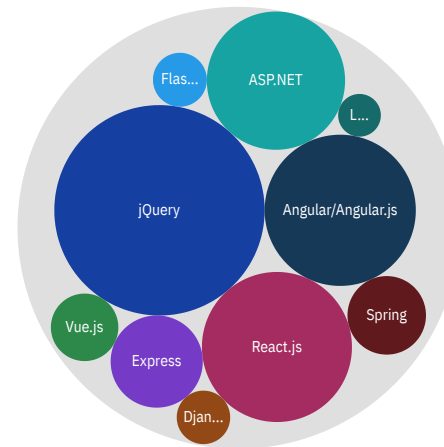 Flas...
ASP.NET
L...
jQuery
Angular/Angular.js
Vue.js
Spring
React.js
Express
Djan...